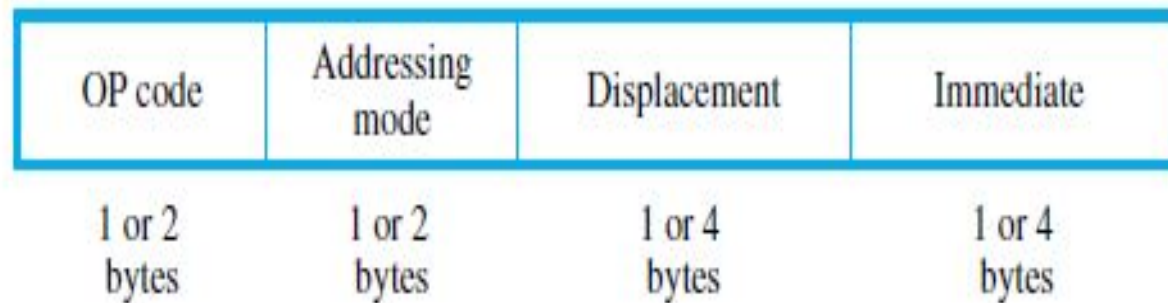 OP code
Addressing
mode
Displacement
Immediate
1 or 2
bytes
1 or 2
bytes
1 or 4
bytes
1 or 4
bytes